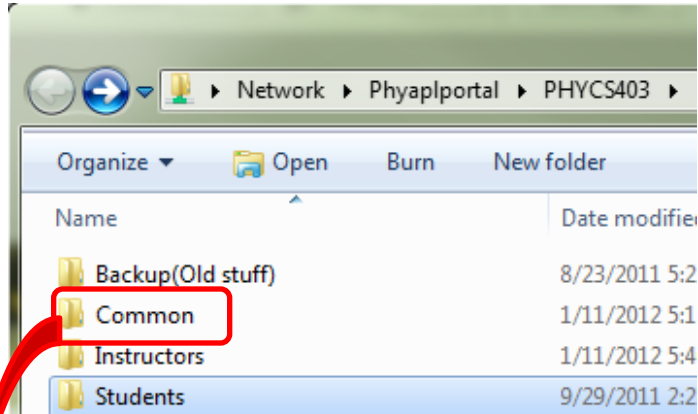 Network Phyaplportal PHYCS403
Organize Open Burn New folder
Name Date modified
Backup(Old stuff) 8/23/2011 5:2
Common 1/11/2012 5:1
Instructors 1/11/2012 5:4
Students 9/29/2011 2:2